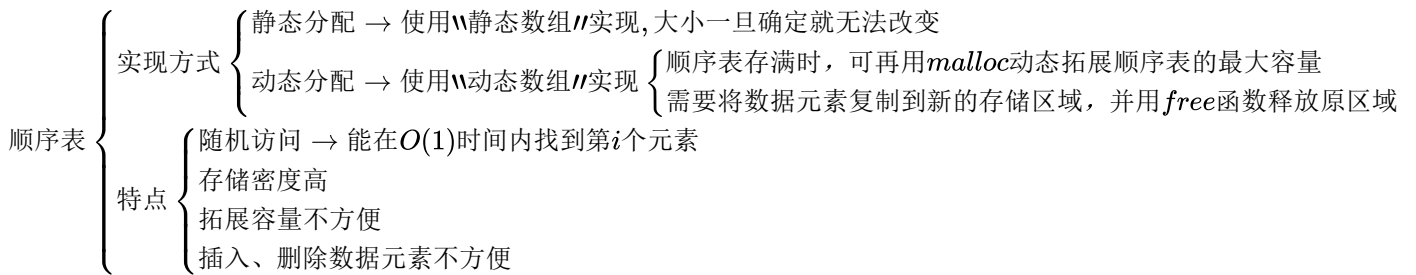 静态分配 → 使用\\静态数组"实现, 大小一旦确定就无法改变
实现方式
动态分配 → 使用\\动态数组"实现
顺序表存满时，可再用malloc动态拓展顺序表的最大容量
需要将数据元素复制到新的存储区域，并用free函数释放原区域
顺序表
随机访问 → 能在O(1)时间内找到第i个元素
存储密度高
特点
拓展容量不方便
插入、删除数据元素不方便